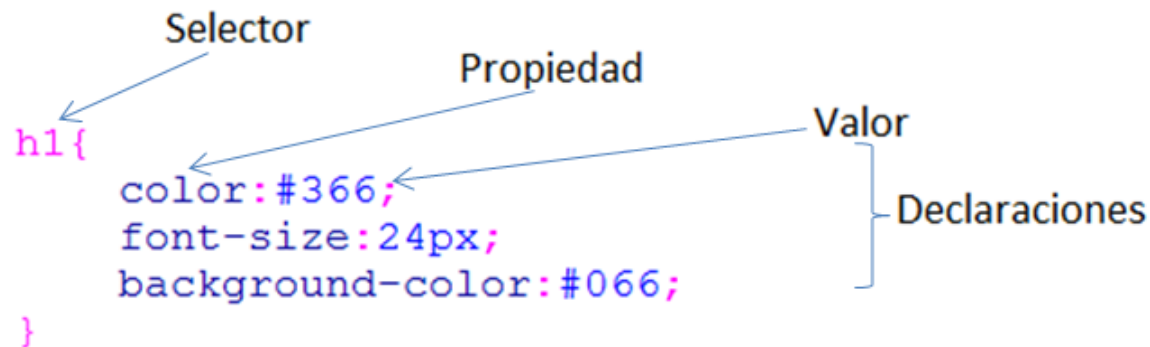 Selector
Propiedad
Valor
h1{
color:#366;
font-size:24px;
background-color:#066;
}
Declaraciones